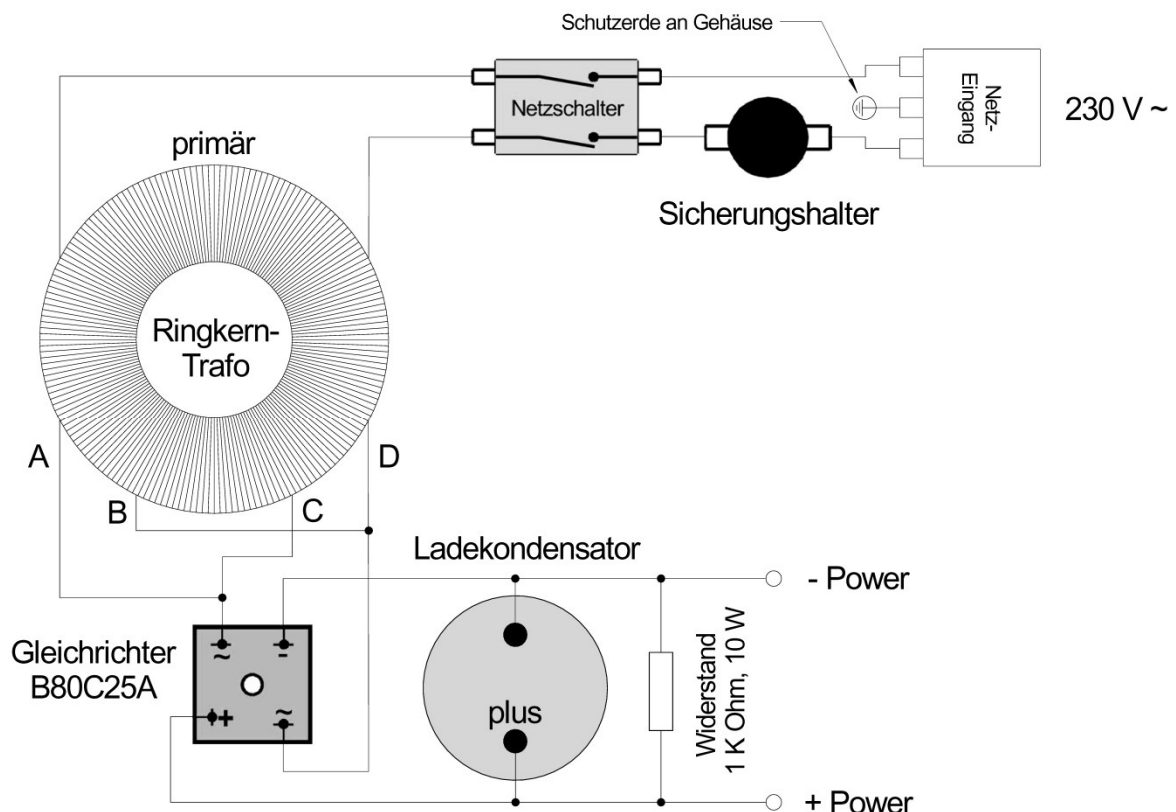 Schutzerde an Gehäuse
Netz-
Eingang
230 V ~
Netzschalter
primär
Sicherungshalter
Ringkern-
Trafo
A
D
B
C
Ladekondensator
- Power
Gleichrichter
B80C25A
~
-
+
~
plus
Widerstand
1 K Ohm, 10 W
+ Power